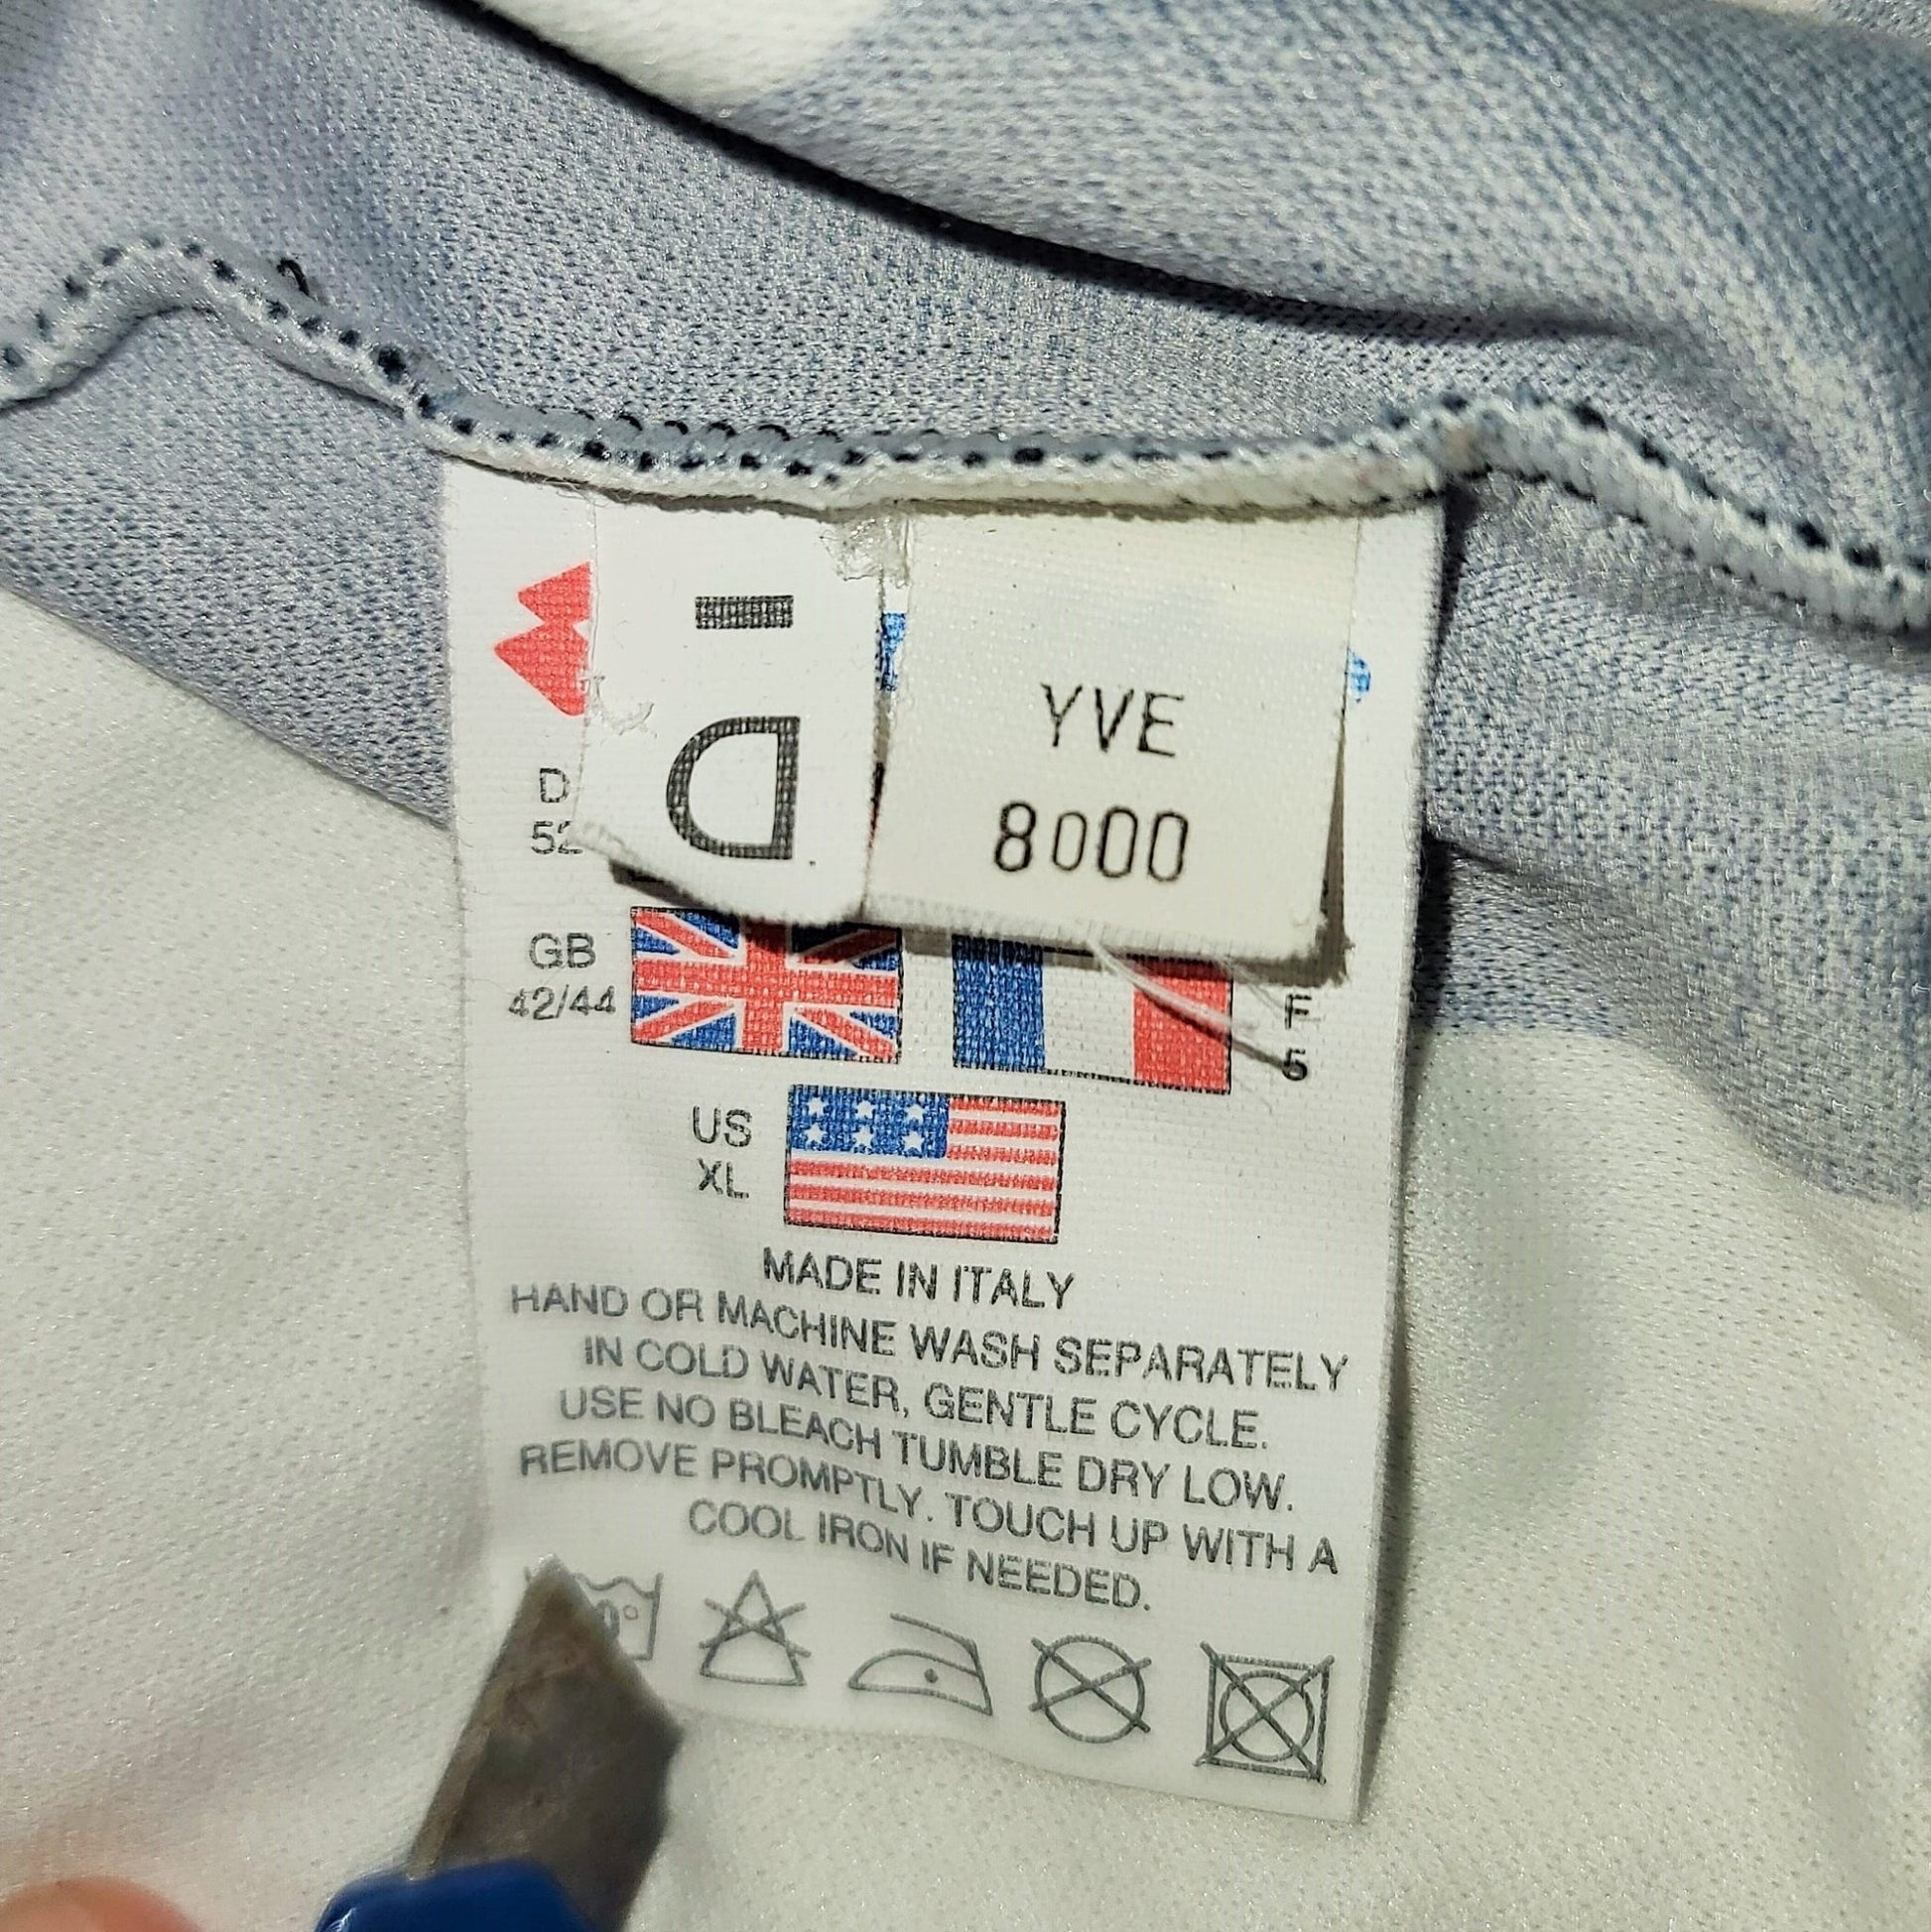 I
D
YVE
8000
D
52
GB
42/44
F
5
US
XL
MADE IN ITALY
HAND OR MACHINE WASH SEPARATELY
IN COLD WATER, GENTLE CYCLE.
USE NO BLEACH TUMBLE DRY LOW.
REMOVE PROMPTLY. TOUCH UP WITH A
COOL IRON IF NEEDED.